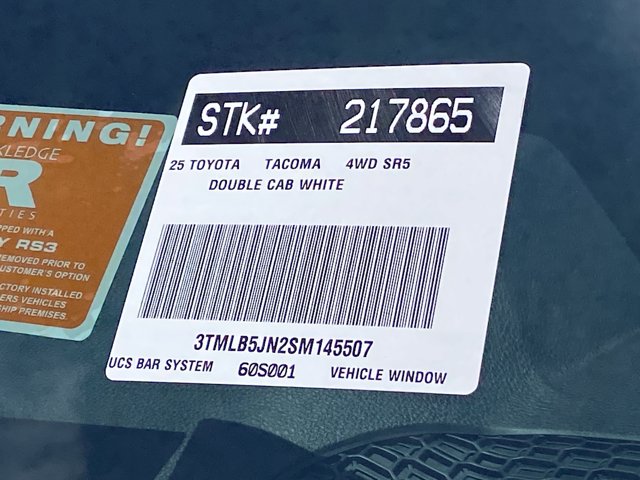 STK# 217865
25 TOYOTA TACOMA 4WD SR5
DOUBLE CAB WHITE
3TMLB5JN2SM145507
UCS BAR SYSTEM 60S001 VEHICLE WINDOW
RNING!
KLEDGE
R
TIES
PPED WITH A
Y RS3
REMOVED PRIOR TO
CUSTOMER'S OPTION
CTORY INSTALLED
ERS VEHICLES
SHIP PREMISES.